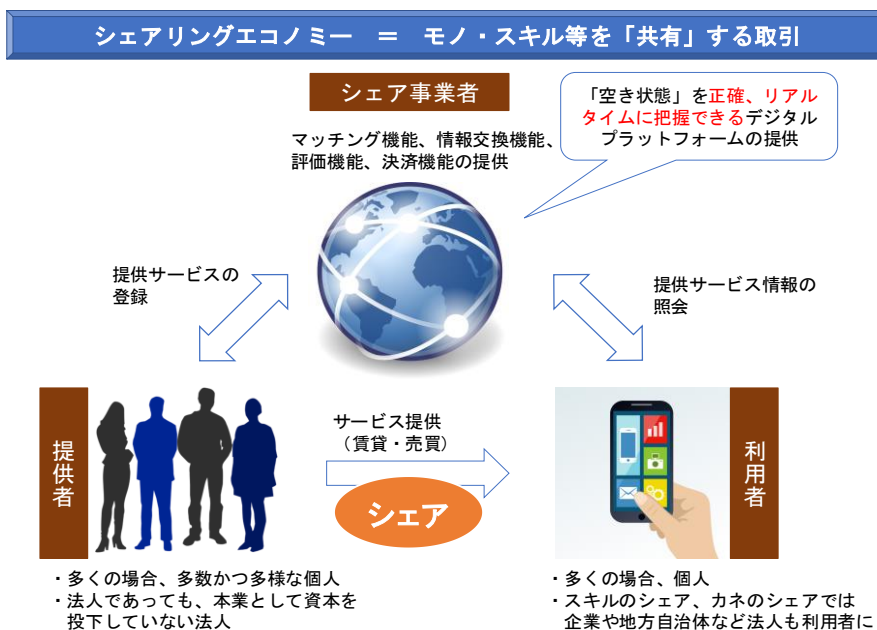 シェアリングエコノミー ＝ モノ・スキル等を「共有」する取引
シェア事業者
マッチング機能、情報交換機能、
評価機能、決済機能の提供
「空き状態」を正確、リアル
タイムに把握できるデジタル
プラットフォームの提供
提供サービスの
登録
提供サービス情報の
照会
提供者
サービス提供
（賃貸・売買）
シェア
利用者
・多くの場合、多数かつ多様な個人
・法人であっても、本業として資本を
投下していない法人
・多くの場合、個人
・スキルのシェア、カネのシェアでは
企業や地方自治体など法人も利用者に